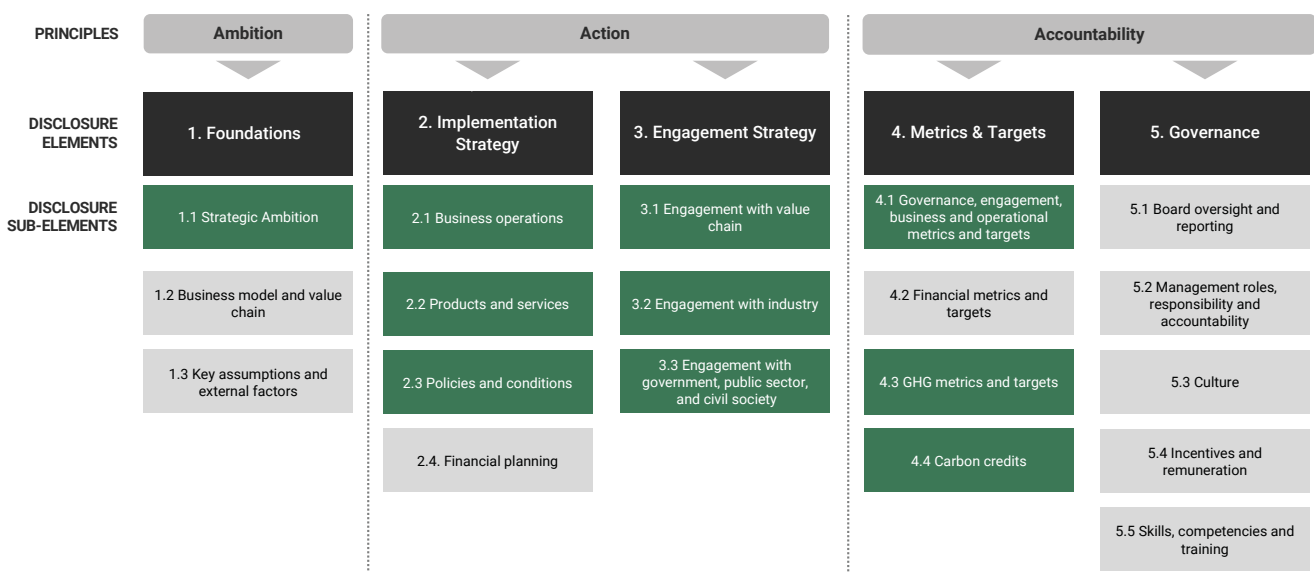 PRINCIPLES
Ambition
Action
Accountability
DISCLOSURE
ELEMENTS
1. Foundations
2. Implementation
Strategy
3. Engagement Strategy
4. Metrics & Targets
5. Governance
DISCLOSURE
SUB-ELEMENTS
1.1 Strategic Ambition
2.1 Business operations
3.1 Engagement with value
chain
4.1 Governance, engagement,
business and operational
metrics and targets
5.1 Board oversight and
reporting
1.2 Business model and value
chain
2.2 Products and services
3.2 Engagement with industry
4.2 Financial metrics and
targets
5.2 Management roles,
responsibility and
accountability
1.3 Key assumptions and
external factors
2.3 Policies and conditions
3.3 Engagement with
government, public sector,
and civil society
4.3 GHG metrics and targets
5.3 Culture
2.4. Financial planning
4.4 Carbon credits
5.4 Incentives and
remuneration
5.5 Skills, competencies and
training